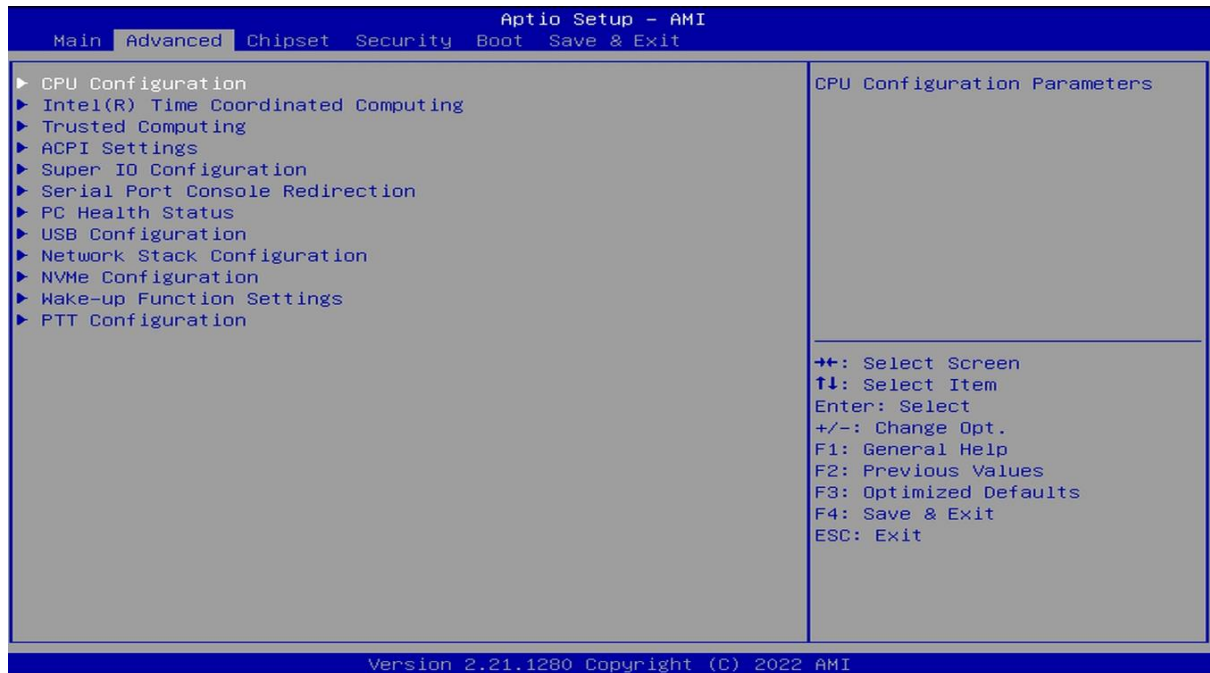 Aptio Setup – AMI
Main Advanced Chipset Security Boot Save & Exit
▶ CPU Configuration
▶ Intel(R) Time Coordinated Computing
▶ Trusted Computing
▶ ACPI Settings
▶ Super IO Configuration
▶ Serial Port Console Redirection
▶ PC Health Status
▶ USB Configuration
▶ Network Stack Configuration
▶ NVMe Configuration
▶ Wake-up Function Settings
▶ PTT Configuration
CPU Configuration Parameters
→←: Select Screen
↑↓: Select Item
Enter: Select
+/-: Change Opt.
F1: General Help
F2: Previous Values
F3: Optimized Defaults
F4: Save & Exit
ESC: Exit
Version 2.21.1280 Copyright (C) 2022 AMI